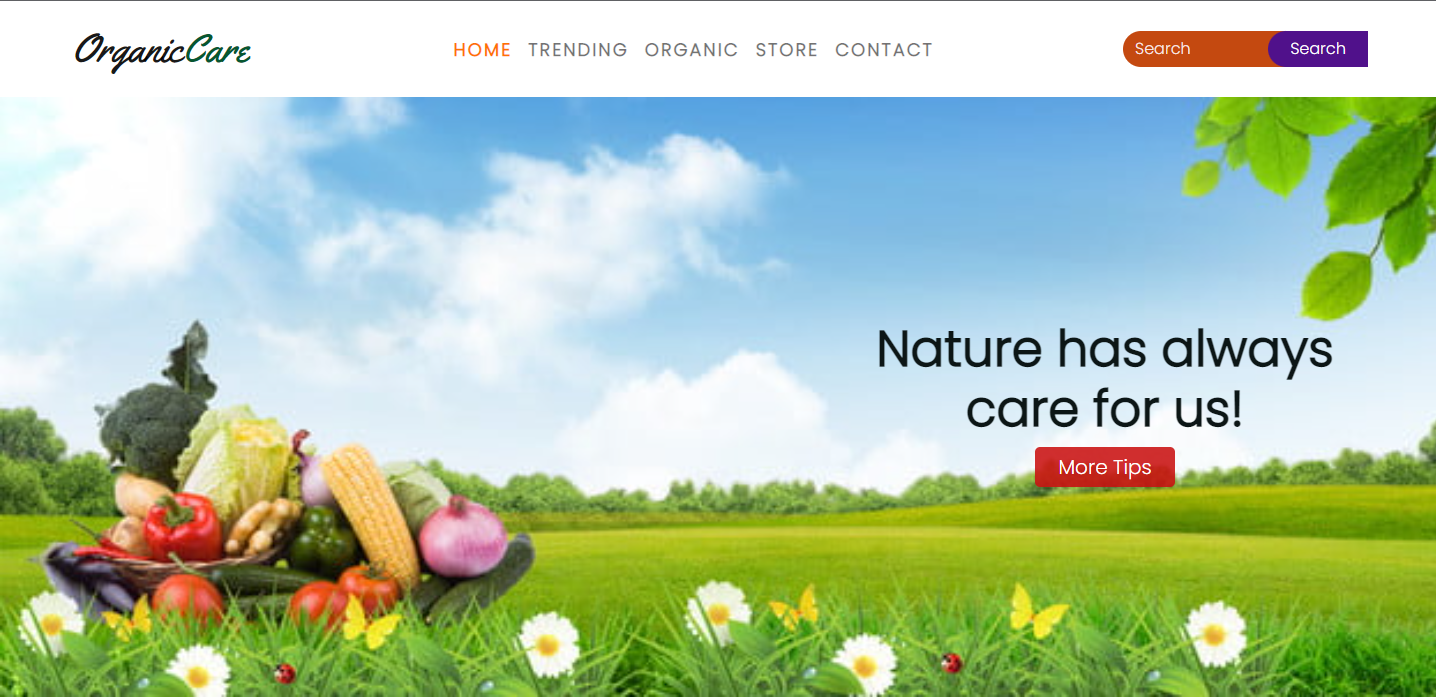 OrganicCare
HOME TRENDING ORGANIC STORE CONTACT
Search Search
Nature has always
care for us!
More Tips